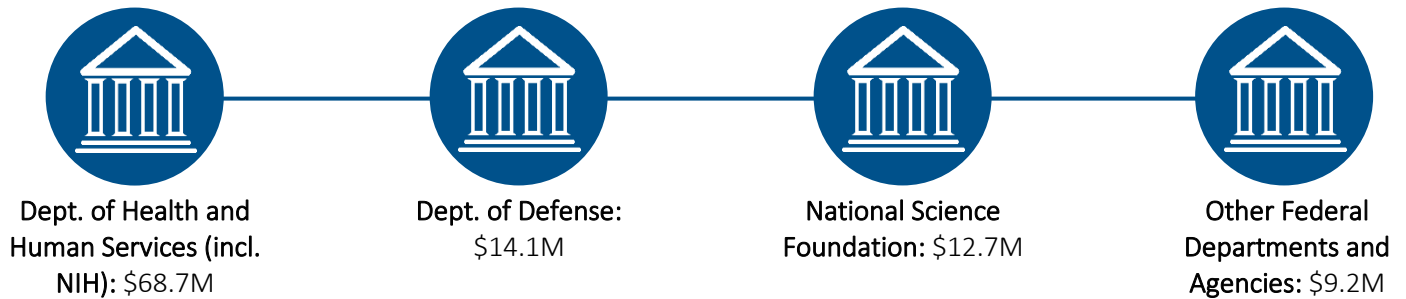 Dept. of Health and
Human Services (incl.
NIH): $68.7M
Dept. of Defense:
$14.1M
National Science
Foundation: $12.7M
Other Federal
Departments and
Agencies: $9.2M